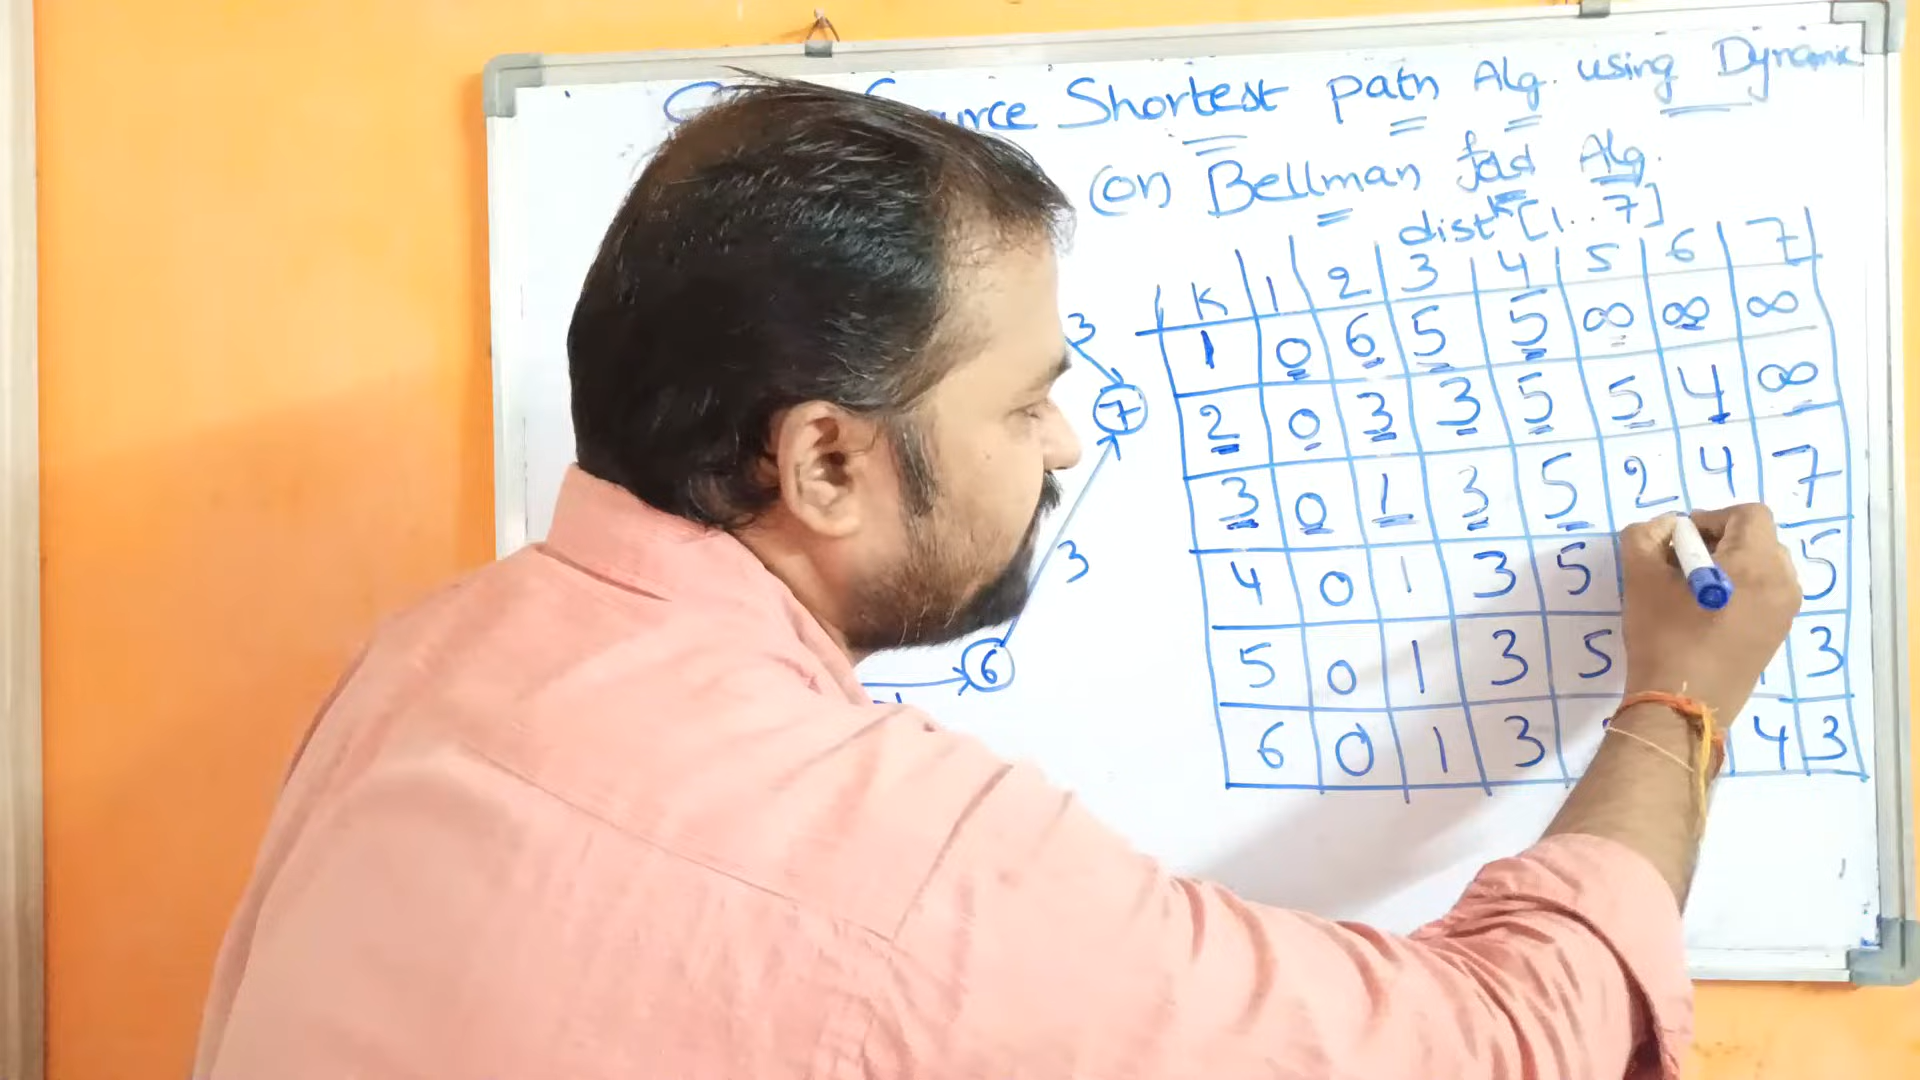 Shortest path Alg. using Dynamic
(or) Bellman ford Alg.
dist^k [1..7]
K 1 2 3 4 5 6 7
1 0 6 5 5 ∞ ∞ ∞
2 0 3 3 5 5 4 ∞
3 0 1 3 5 2 4 7
4 0 1 3 5 5
5 0 1 3 5 3
6 0 1 3 4 3
3
7
3
6